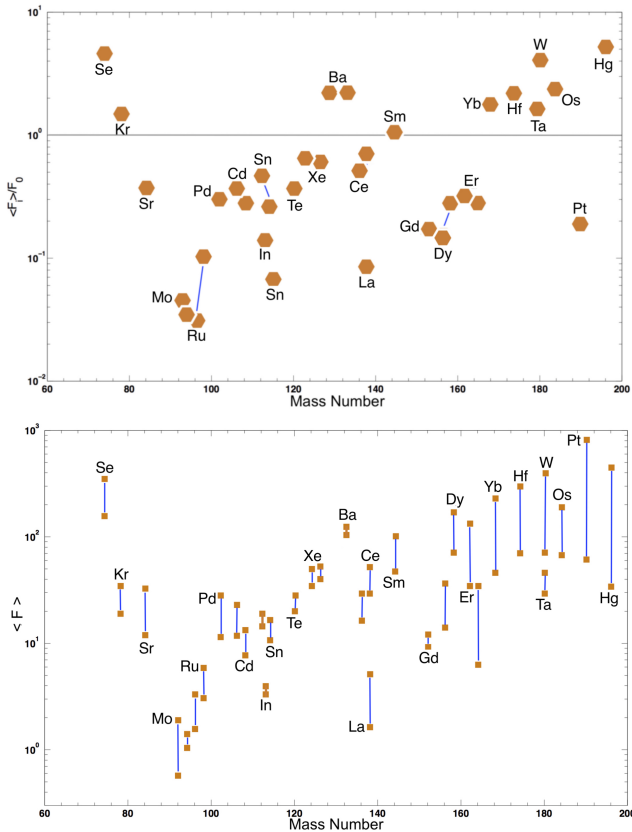 10^1
W
Se
Ba
Hg
Yb
Hf
Os
Kr
Sm
Ta
10^0
<F_i>/F_0
Sn
Cd
Xe
Er
Pd
Ce
Te
Sr
Gd
Pt
In
Dy
10^-1
Sn
La
Mo
Ru
10^-2
60 80 100 120 140 160 180 200
Mass Number
10^3
Pt
Se
W
Hf
Yb
Os
Dy
Ba
10^2
Xe
Ce
Kr
Sm
Er
Pd
Ta
Hg
< F >
Te
Sr
Sn
10^1
Ru
Cd
Gd
In
Mo
La
10^0
60 80 100 120 140 160 180 200
Mass Number